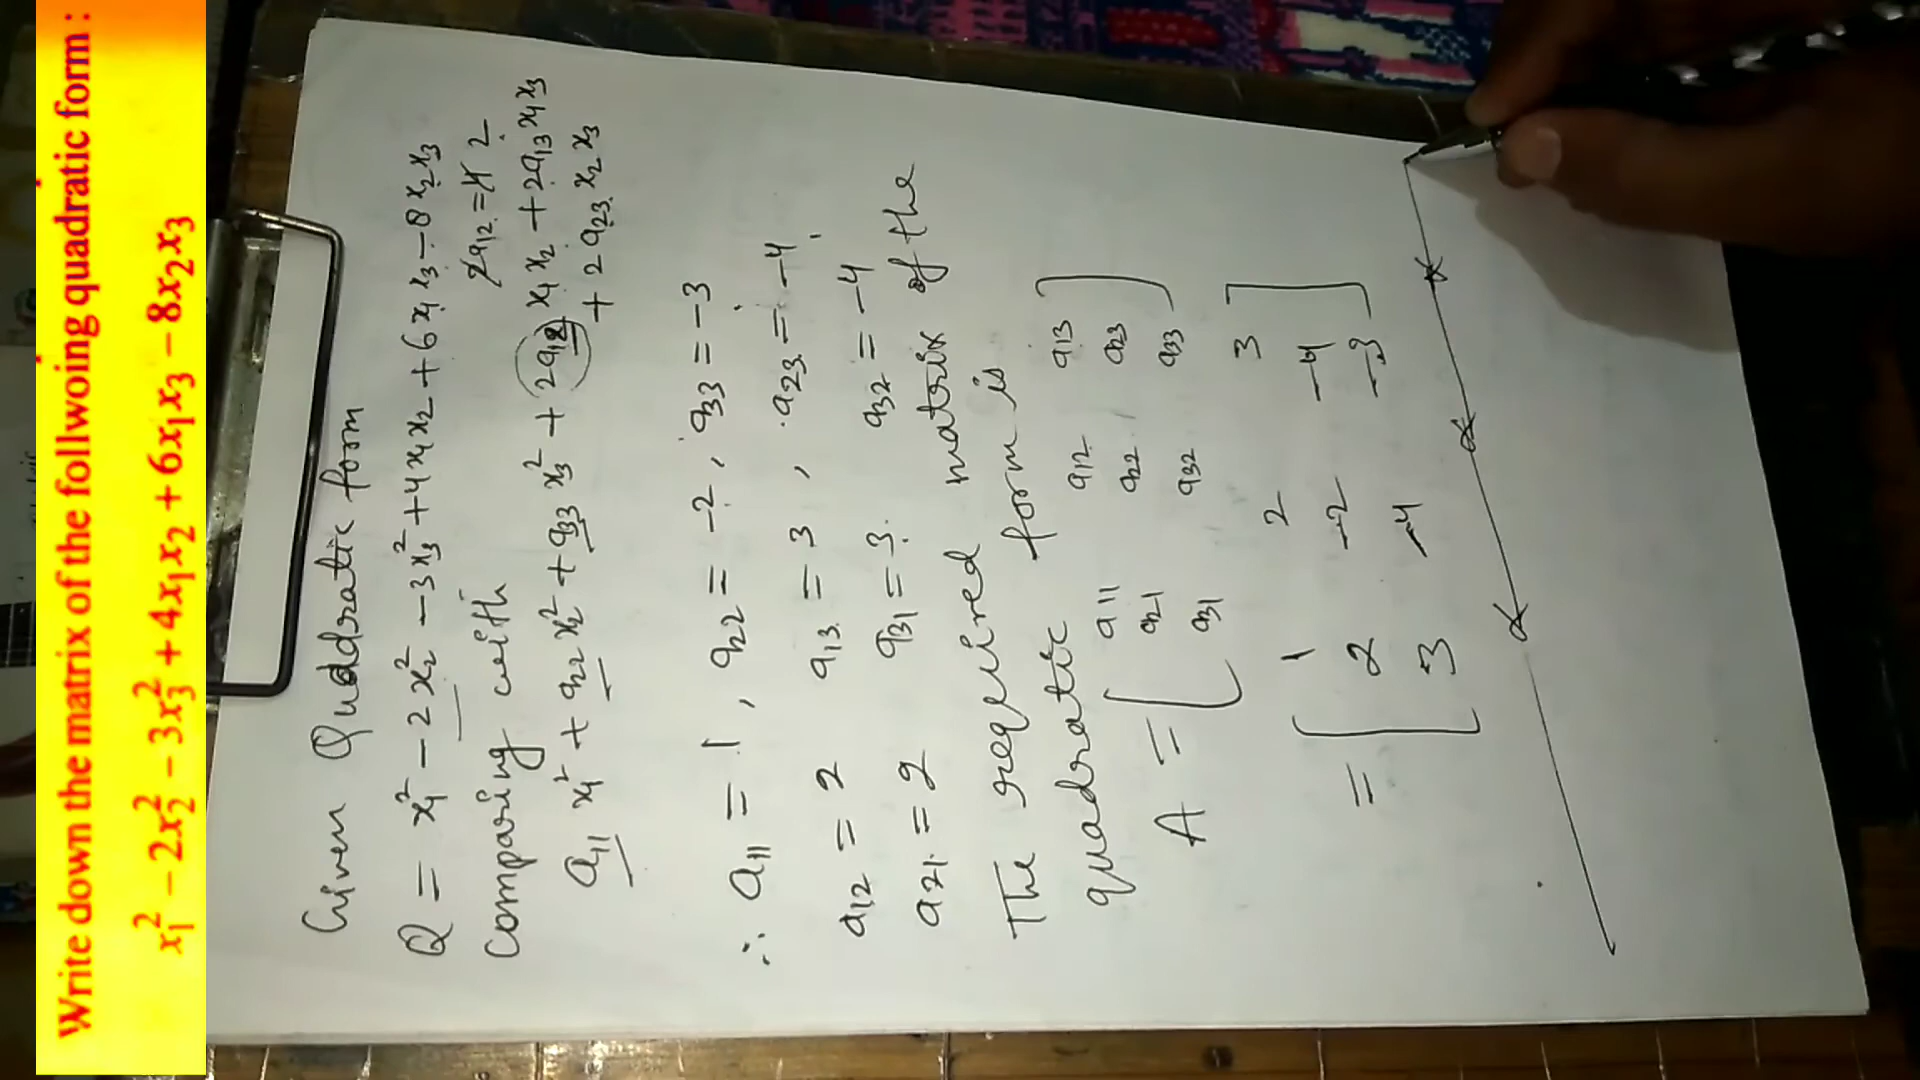 Write down the matrix of the follwoing quadratic form :
x₁² − 2x₂² − 3x₃² + 4x₁x₂ + 6x₁x₃ − 8x₂x₃
Given Quadratic form
Q = x₁² − 2x₂² − 3x₃² + 4x₁x₂ + 6x₁x₃ − 8x₂x₃
comparing with 2a₁₂ = 4 2
a₁₁x₁² + a₂₂x₂² + a₃₃x₃² + 2a₁₂x₁x₂ + 2a₁₃x₁x₃
+ 2a₂₃x₂x₃
∴ a₁₁ = 1, a₂₂ = −2, a₃₃ = −3
a₁₂ = 2 a₁₃ = 3, a₂₃ = −4,
a₂₁ = 2 a₃₁ = 3 a₃₂ = −4
The required matrix of the
quadratic form is
A = [ a₁₁ a₁₂ a₁₃
a₂₁ a₂₂ a₂₃
a₃₁ a₃₂ a₃₃ ]
= [ 1 2 3
2 −2 −4
3 −4 −3 ]